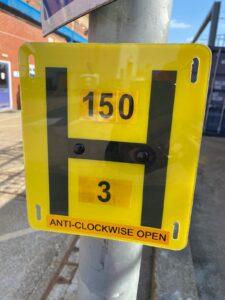 H
150
3
ANTI-CLOCKWISE OPEN